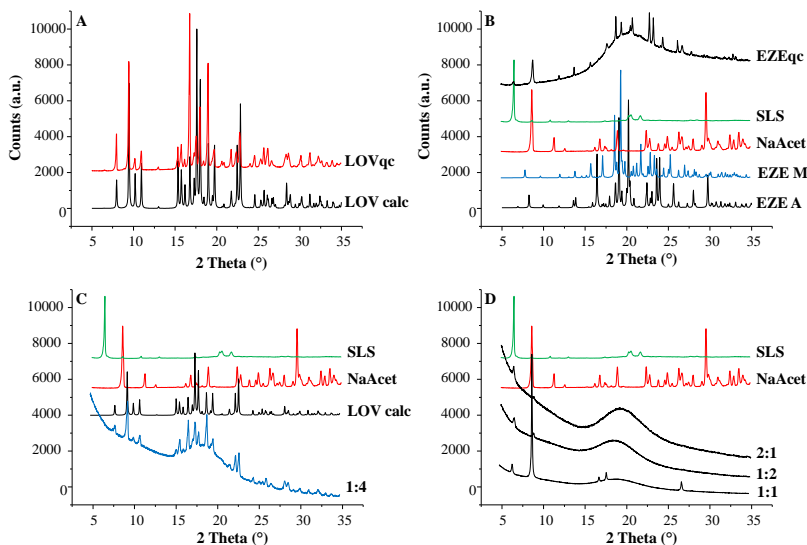 A
Counts (a.u.)
10000
8000
6000
4000
2000
0
LOVqc
LOV calc
5 10 15 20 25 30 35
2 Theta (°)
B
Counts (a.u.)
10000
8000
6000
4000
2000
0
EZEqc
SLS
NaAcet
EZE M
EZE A
5 10 15 20 25 30 35
2 Theta (°)
C
Counts (a.u.)
10000
8000
6000
4000
2000
0
SLS
NaAcet
LOV calc
1:4
5 10 15 20 25 30 35
2 Theta (°)
D
Counts (a.u.)
10000
8000
6000
4000
2000
0
SLS
NaAcet
2:1
1:2
1:1
5 10 15 20 25 30 35
2 Theta (°)